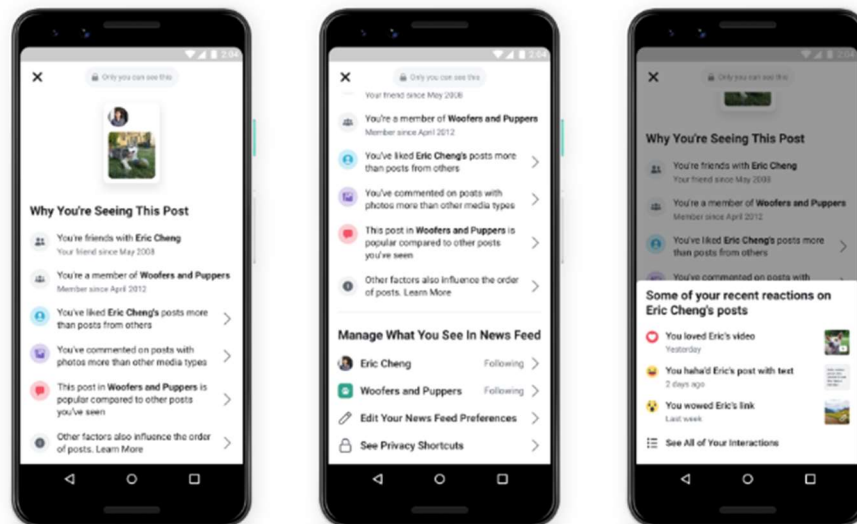 2:04
Only you can see this
Why You're Seeing This Post
You're friends with Eric Cheng
Your friend since May 2008
You're a member of Woofers and Puppers
Member since April 2012
You've liked Eric Cheng's posts more
than posts from others
You've commented on posts with
photos more than other media types
This post in Woofers and Puppers is
popular compared to other posts
you've seen
Other factors also influence the order
of posts. Learn More
2:04
Only you can see this
Your friend since May 2008
You're a member of Woofers and Puppers
Member since April 2012
You've liked Eric Cheng's posts more
than posts from others
You've commented on posts with
photos more than other media types
This post in Woofers and Puppers is
popular compared to other posts
you've seen
Other factors also influence the order
of posts. Learn More
Manage What You See In News Feed
Eric Cheng Following
Woofers and Puppers Following
Edit Your News Feed Preferences
See Privacy Shortcuts
2:04
Only you can see this
Why You're Seeing This Post
You're friends with Eric Cheng
Your friend since May 2008
You're a member of Woofers and Puppers
Member since April 2012
You've liked Eric Cheng's posts more
than posts from others
You've commented on posts with
Some of your recent reactions on
Eric Cheng's posts
You loved Eric's video
Yesterday
You haha'd Eric's post with text
2 days ago
You wowed Eric's link
Last week
See All of Your Interactions